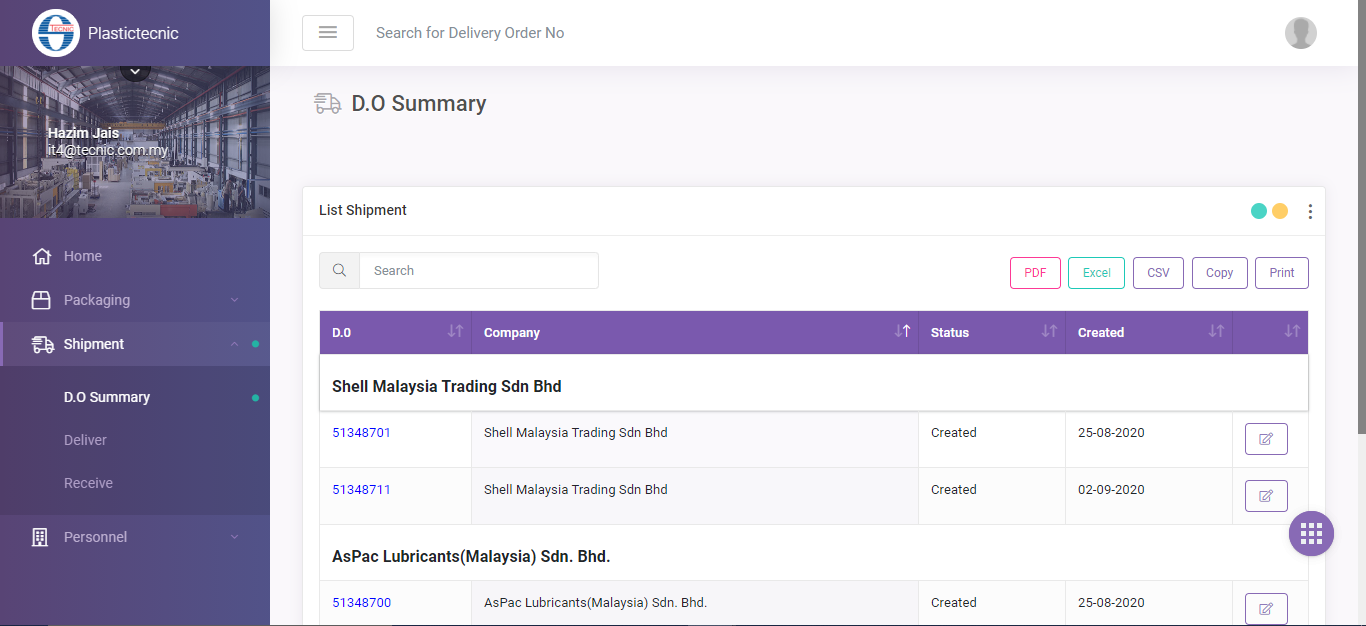 TECNIC
Plastictecnic
Search for Delivery Order No
Hazim Jais
it4@tecnic.com.my
D.O Summary
Home
Packaging
Shipment
D.O Summary
Deliver
Receive
Personnel
List Shipment
Search
PDF Excel CSV Copy Print
D.0 Company Status Created
Shell Malaysia Trading Sdn Bhd
51348701 Shell Malaysia Trading Sdn Bhd Created 25-08-2020
51348711 Shell Malaysia Trading Sdn Bhd Created 02-09-2020
AsPac Lubricants(Malaysia) Sdn. Bhd.
51348700 AsPac Lubricants(Malaysia) Sdn. Bhd. Created 25-08-2020